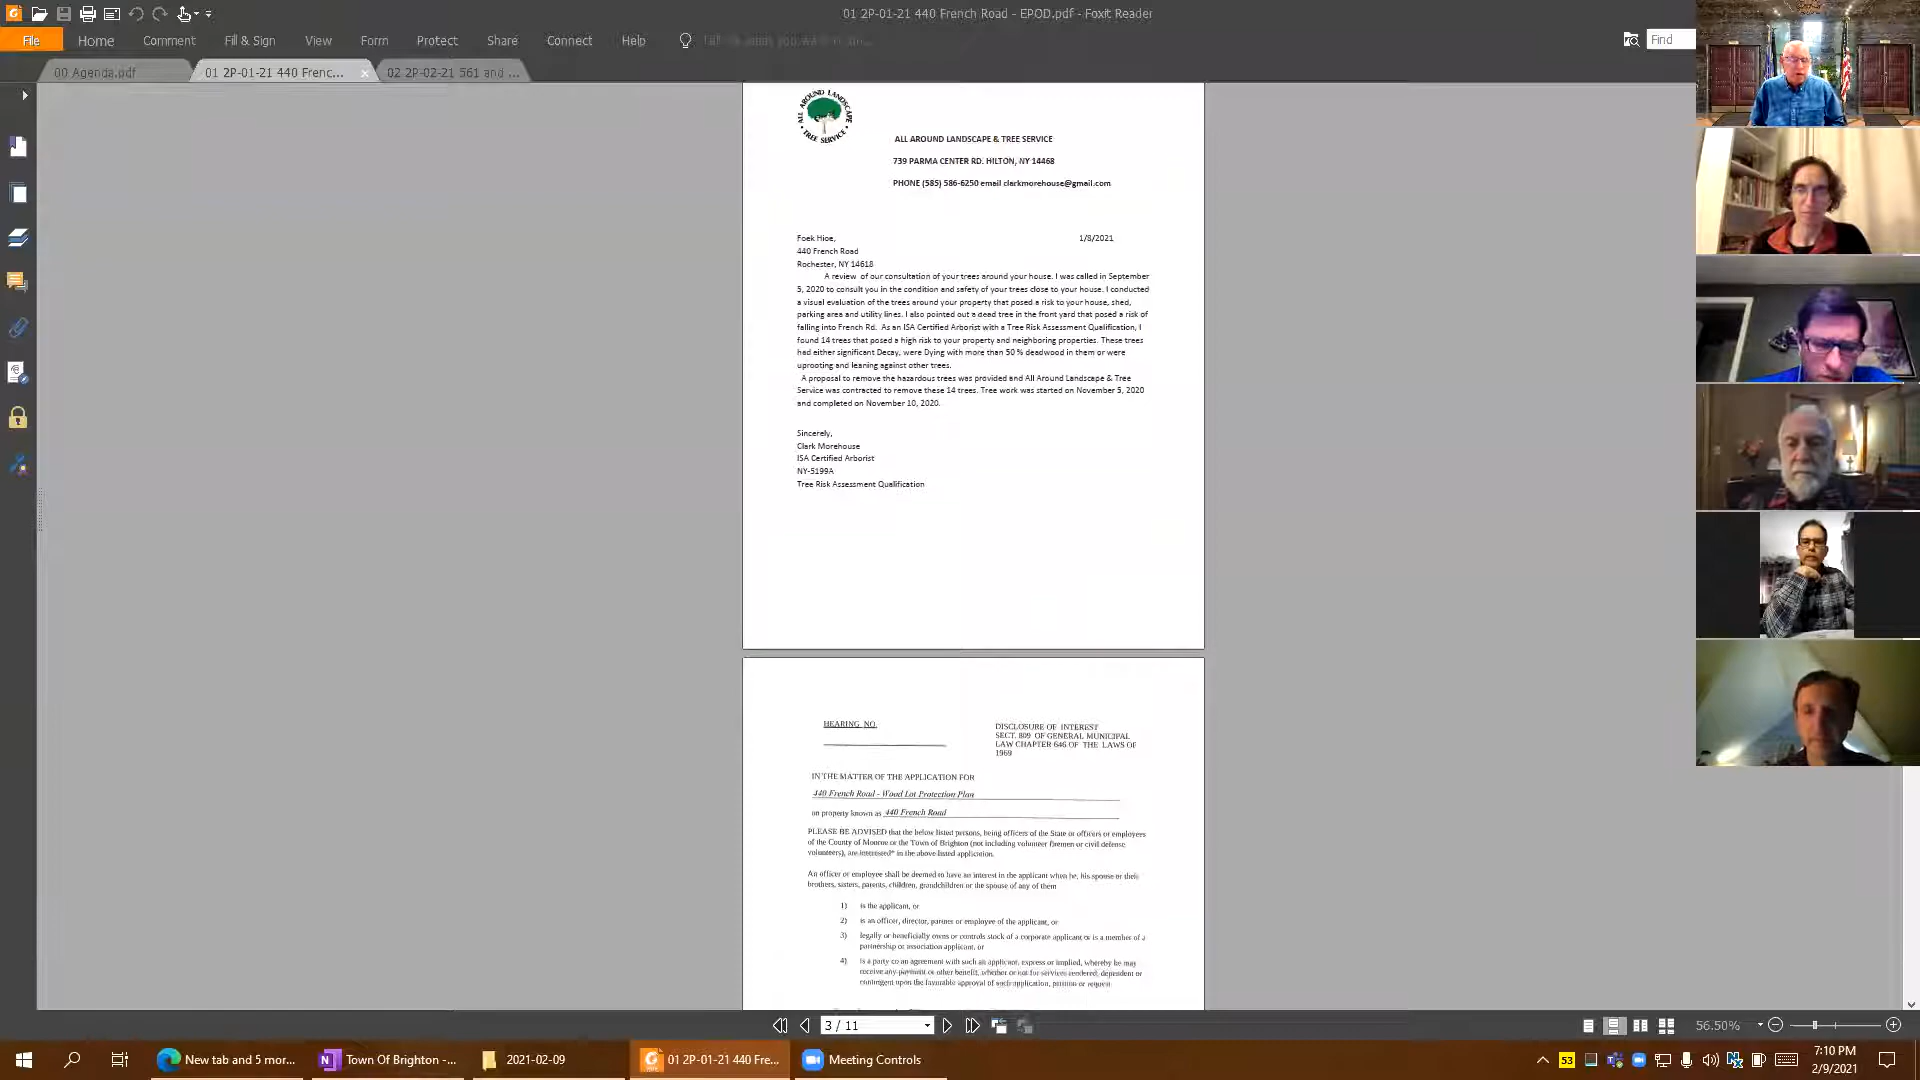 01 2P-01-21 440 French Road - EPOD.pdf - Foxit Reader
File Home Comment Fill & Sign View Form Protect Share Connect Help
Find
00 Agenda.pdf
01 2P-01-21 440 Frenc...
02 2P-02-21 561 and ...
ALL AROUND LANDSCAPE
TREE SERVICE
ALL AROUND LANDSCAPE & TREE SERVICE
739 PARMA CENTER RD. HILTON, NY 14468
PHONE (585) 586-6250 email clarkmorehouse@gmail.com
Foek Hioe, 1/8/2021
440 French Road
Rochester, NY 14618
A review of our consultation of your trees around your house. I was called in September
5, 2020 to consult you in the condition and safety of your trees close to your house. I conducted
a visual evaluation of the trees around your property that posed a risk to your house, shed,
parking area and utility lines. I also pointed out a dead tree in the front yard that posed a risk of
falling into French Rd. As an ISA Certified Arborist with a Tree Risk Assessment Qualification, I
found 14 trees that posed a high risk to your property and neighboring properties. These trees
had either significant Decay, were Dying with more than 50 % deadwood in them or were
uprooting and leaning against other trees.
A proposal to remove the hazardous trees was provided and All Around Landscape & Tree
Service was contracted to remove these 14 trees. Tree work was started on November 5, 2020
and completed on November 10, 2020.
Sincerely,
Clark Morehouse
ISA Certified Arborist
NY-5199A
Tree Risk Assessment Qualification
HEARING NO.
DISCLOSURE OF INTEREST
SECT. 809 OF GENERAL MUNICIPAL
LAW CHAPTER 646 OF THE LAWS OF
1969
IN THE MATTER OF THE APPLICATION FOR
440 French Road - Wood Lot Protection Plan
on property known as 440 French Road
PLEASE BE ADVISED that the below listed persons, being officers of the State or officers or employees
of the County of Monroe or the Town of Brighton (not including volunteer firemen or civil defense
volunteers), are interested* in the above listed application.
An officer or employee shall be deemed to have an interest in the applicant when he, his spouse or their
brothers, sisters, parents, children, grandchildren or the spouse of any of them
1) is the applicant, or
2) is an officer, director, partner or employee of the applicant, or
3) legally or beneficially owns or controls stock of a corporate applicant or is a member of a
partnership or association applicant, or
4) is a party to an agreement with such an applicant, express or implied, whereby he may
receive any payment or other benefit, whether or not for services rendered, dependent or
contingent upon the favorable approval of such application, petition or request
3 / 11
56.50%
New tab and 5 mor...
Town Of Brighton -...
2021-02-09
01 2P-01-21 440 Fre...
Meeting Controls
53
7:10 PM
2/9/2021